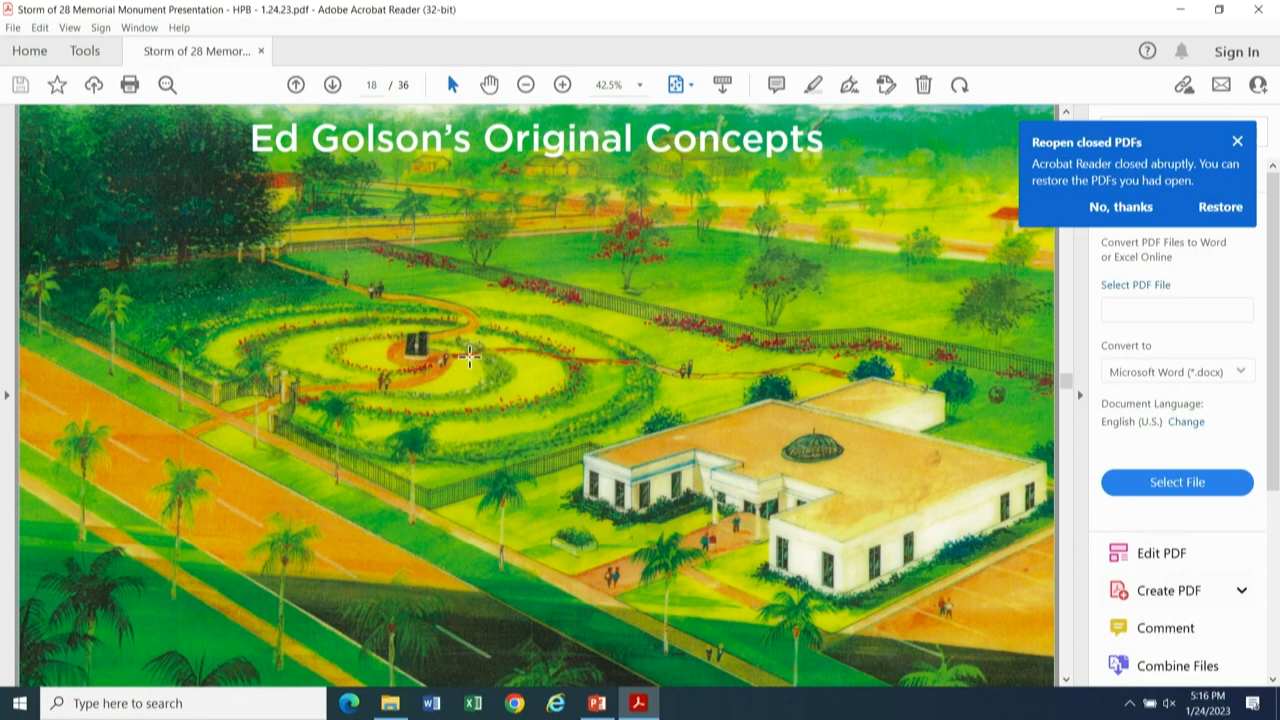 Storm of 28 Memorial Monument Presentation - HPB - 1.24.23.pdf - Adobe Acrobat Reader (32-bit)
File Edit View Sign Window Help
Home Tools Storm of 28 Memor... × Sign In
18 / 36 42.5%
Ed Golson's Original Concepts
Reopen closed PDFs
Acrobat Reader closed abruptly. You can
restore the PDFs you had open.
No, thanks Restore
Convert PDF Files to Word
or Excel Online
Select PDF File
Convert to
Microsoft Word (*.docx)
Document Language:
English (U.S.) Change
Select File
Edit PDF
Create PDF
Comment
Combine Files
Type here to search
5:16 PM
1/24/2023